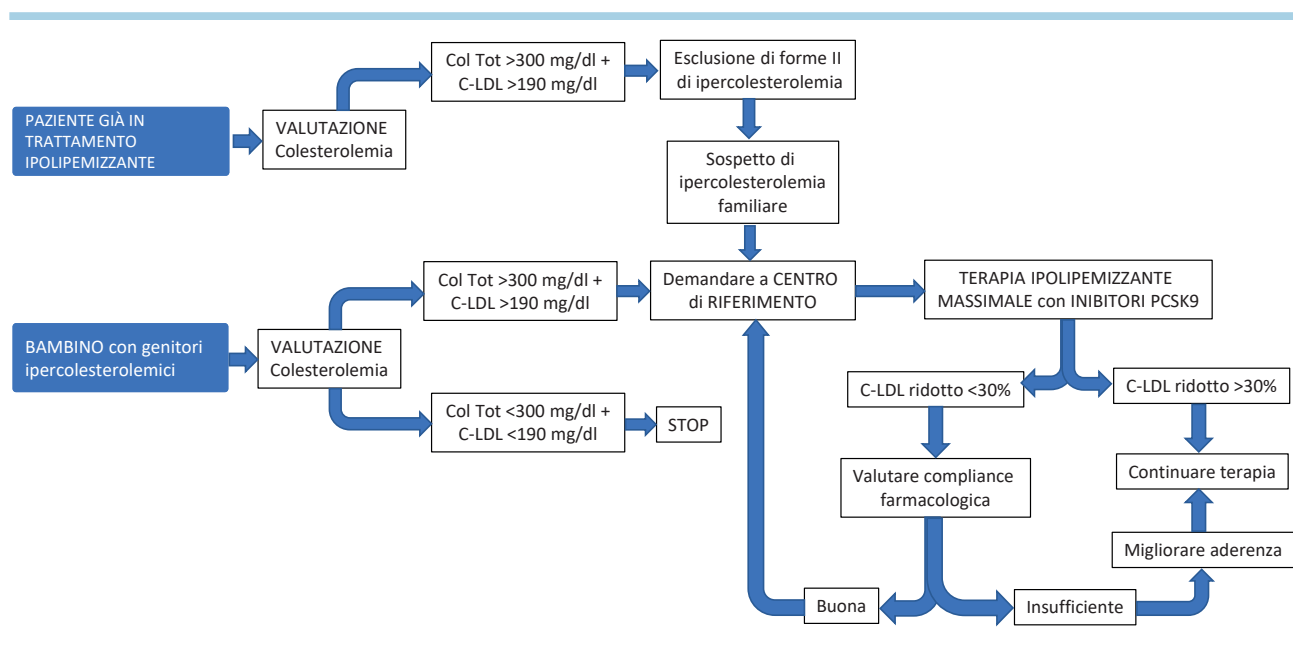 Col Tot >300 mg/dl +
C-LDL >190 mg/dl
Esclusione di forme II
di ipercolesterolemia
PAZIENTE GIÀ IN
TRATTAMENTO
IPOLIPEMIZZANTE
VALUTAZIONE
Colesterolemia
Sospetto di
ipercolesterolemia
familiare
Col Tot >300 mg/dl +
C-LDL >190 mg/dl
Demandare a CENTRO
di RIFERIMENTO
TERAPIA IPOLIPEMIZZANTE
MASSIMALE con INIBITORI PCSK9
BAMBINO con genitori
ipercolesterolemici
VALUTAZIONE
Colesterolemia
C-LDL ridotto <30%
C-LDL ridotto >30%
Col Tot <300 mg/dl +
C-LDL <190 mg/dl
STOP
Valutare compliance
farmacologica
Continuare terapia
Migliorare aderenza
Buona
Insufficiente